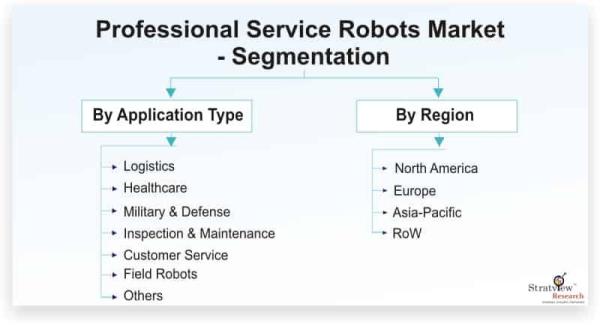 Professional Service Robots Market
- Segmentation
By Application Type
By Region
Logistics
Healthcare
Military & Defense
Inspection & Maintenance
Customer Service
Field Robots
Others
North America
Europe
Asia-Pacific
RoW
Stratview
Research